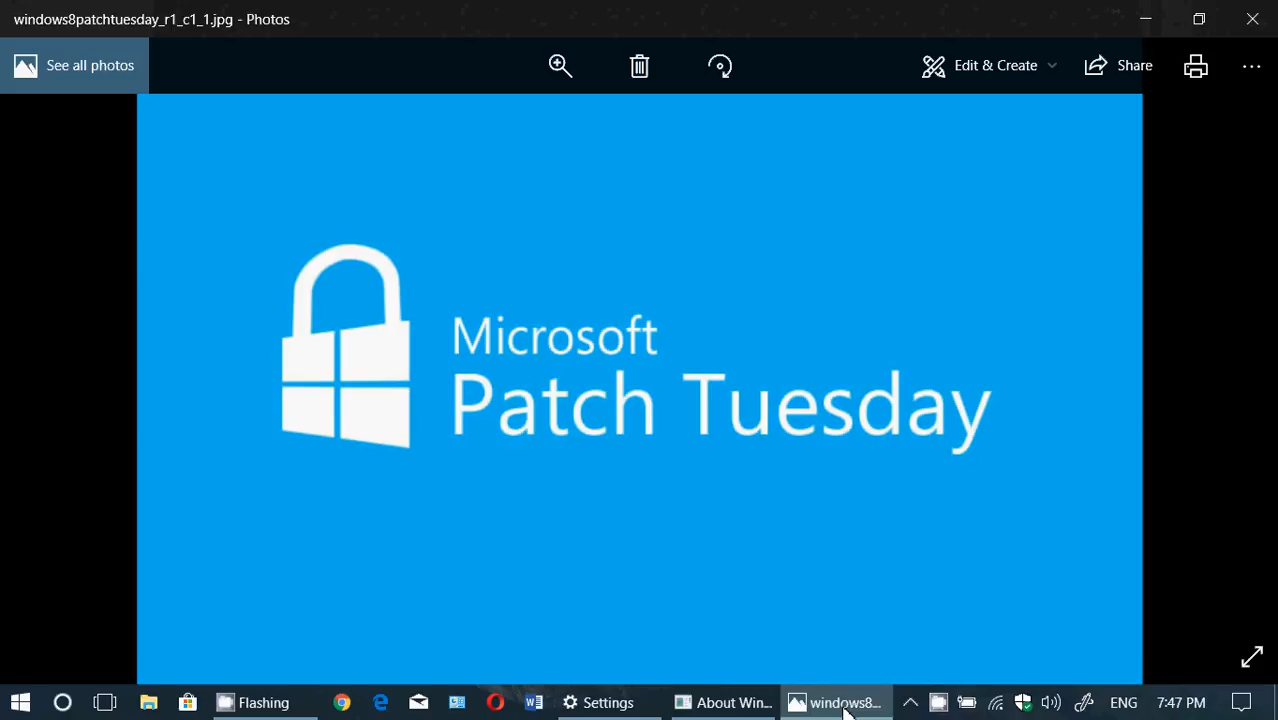 windows8patchtuesday_r1_c1_1.jpg - Photos
See all photos
Edit & Create
Share
Microsoft
Patch Tuesday
Flashing
Settings
About Win...
windows8...
ENG
7:47 PM